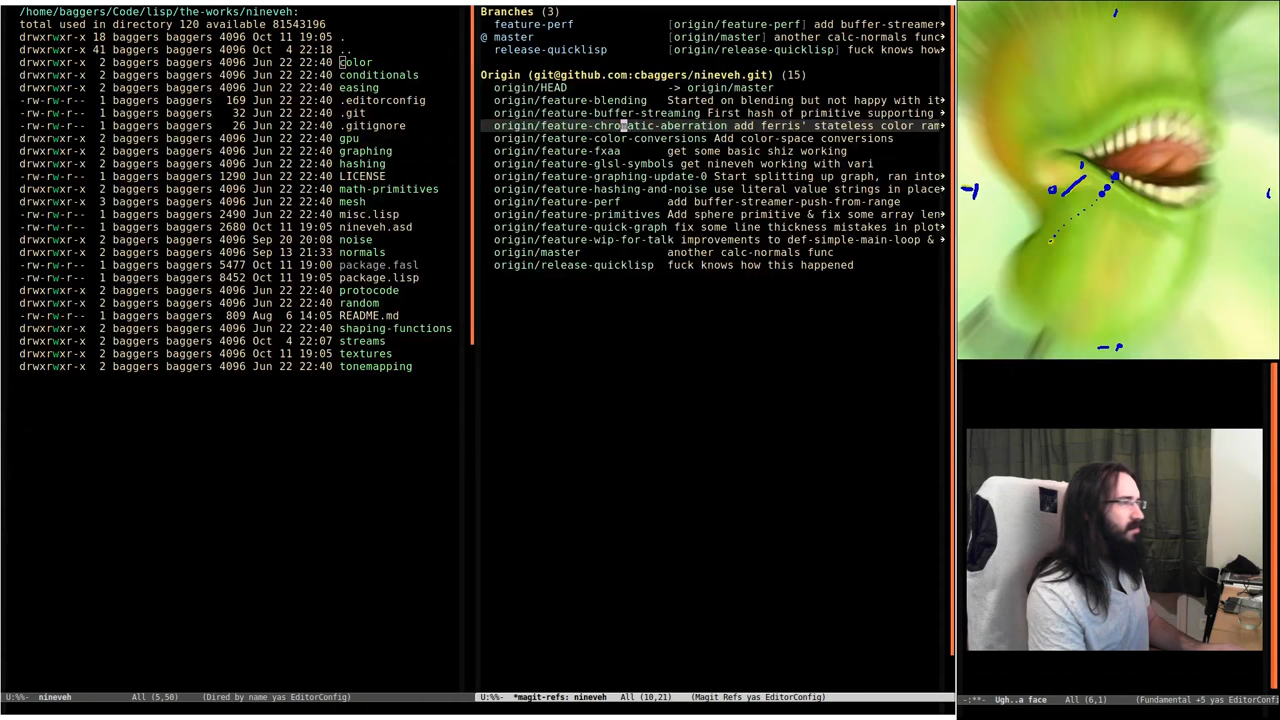 /home/baggers/Code/lisp/the-works/nineveh:
total used in directory 120 available 81543196
drwxrwxr-x 18 baggers baggers 4096 Oct 11 19:05 .
drwxrwxr-x 41 baggers baggers 4096 Oct  4 22:18 ..
drwxrwxr-x  2 baggers baggers 4096 Jun 22 22:40 color
drwxrwxr-x  2 baggers baggers 4096 Jun 22 22:40 conditionals
drwxrwxr-x  2 baggers baggers 4096 Jun 22 22:40 easing
-rw-rw-r--  1 baggers baggers  169 Jun 22 22:40 .editorconfig
-rw-rw-r--  1 baggers baggers   32 Jun 22 22:40 .git
-rw-rw-r--  1 baggers baggers   26 Jun 22 22:40 .gitignore
drwxrwxr-x  2 baggers baggers 4096 Jun 22 22:40 gpu
drwxrwxr-x  2 baggers baggers 4096 Jun 22 22:40 graphing
drwxrwxr-x  2 baggers baggers 4096 Jun 22 22:40 hashing
-rw-rw-r--  1 baggers baggers 1290 Jun 22 22:40 LICENSE
drwxrwxr-x  2 baggers baggers 4096 Jun 22 22:40 math-primitives
drwxrwxr-x  3 baggers baggers 4096 Jun 22 22:40 mesh
-rw-rw-r--  1 baggers baggers 2490 Jun 22 22:40 misc.lisp
-rw-rw-r--  1 baggers baggers 2680 Oct 11 19:05 nineveh.asd
drwxrwxr-x  2 baggers baggers 4096 Sep 20 20:08 noise
drwxrwxr-x  2 baggers baggers 4096 Sep 13 21:33 normals
-rw-rw-r--  1 baggers baggers 5477 Oct 11 19:00 package.fasl
-rw-rw-r--  1 baggers baggers 8452 Oct 11 19:05 package.lisp
drwxrwxr-x  2 baggers baggers 4096 Jun 22 22:40 protocode
drwxrwxr-x  2 baggers baggers 4096 Jun 22 22:40 random
-rw-rw-r--  1 baggers baggers  809 Aug  6 14:05 README.md
drwxrwxr-x  2 baggers baggers 4096 Jun 22 22:40 shaping-functions
drwxrwxr-x  2 baggers baggers 4096 Oct  4 22:07 streams
drwxrwxr-x  2 baggers baggers 4096 Oct 11 19:05 textures
drwxrwxr-x  2 baggers baggers 4096 Jun 22 22:40 tonemapping
U:%%-  nineveh         All (5,50)    (Dired by name yas EditorConfig)
Branches (3)
feature-perf           [origin/feature-perf] add buffer-streamer
@ master                 [origin/master] another calc-normals func
release-quicklisp      [origin/release-quicklisp] fuck knows how
Origin (git@github.com:cbaggers/nineveh.git) (15)
origin/HEAD               -> origin/master
origin/feature-blending   Started on blending but not happy with it
origin/feature-buffer-streaming First hash of primitive supporting
origin/feature-chromatic-aberration add ferris' stateless color ram
origin/feature-color-conversions Add color-space conversions
origin/feature-fxaa       get some basic shiz working
origin/feature-glsl-symbols get nineveh working with vari
origin/feature-graphing-update-0 Start splitting up graph, ran into
origin/feature-hashing-and-noise use literal value strings in place
origin/feature-perf       add buffer-streamer-push-from-range
origin/feature-primitives Add sphere primitive & fix some array len
origin/feature-quick-graph fix some line thickness mistakes in plot
origin/feature-wip-for-talk improvements to def-simple-main-loop &
origin/master             another calc-normals func
origin/release-quicklisp  fuck knows how this happened
U:%%-  *magit-refs: nineveh   All (10,21)    (Magit Refs yas EditorConfig)
-:**-  Ugh..a face   All (6,1)    (Fundamental +5 yas EditorConfi